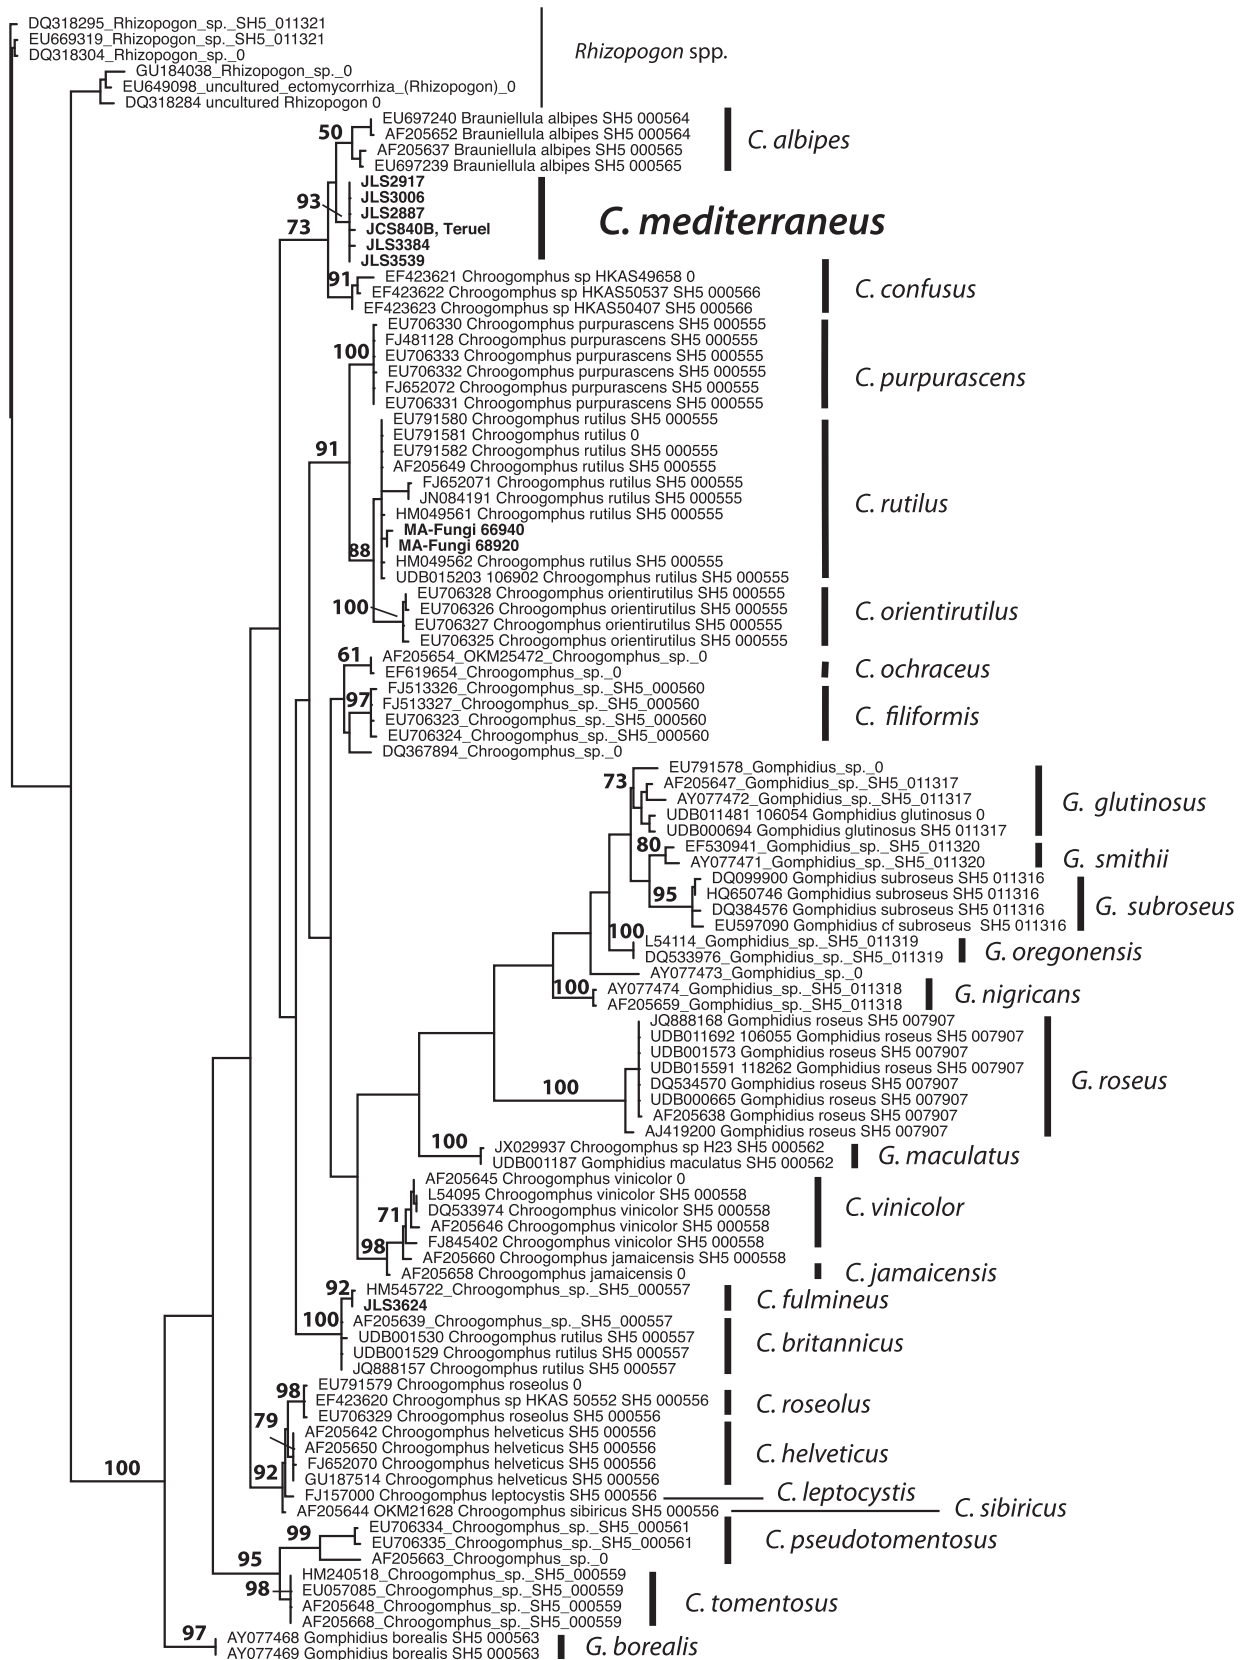 DQ318295_Rhizopogon_sp._SH5_011321
EU669319_Rhizopogon_sp._SH5_011321
DQ318304_Rhizopogon_sp._0
Rhizopogon spp.
GU184038_Rhizopogon_sp._0
EU649098_uncultured_ectomycorrhiza_(Rhizopogon)_0
DQ318284 uncultured Rhizopogon 0
EU697240 Brauniellula albipes SH5 000564
50
AF205652 Brauniellula albipes SH5 000564
C. albipes
AF205637 Brauniellula albipes SH5 000565
EU697239 Brauniellula albipes SH5 000565
JLS2917
JLS3006
93
JLS2887
C. mediterraneus
73
JCS840B, Teruel
JLS3384
JLS3539
91
EF423621 Chroogomphus sp HKAS49658 0
EF423622 Chroogomphus sp HKAS50537 SH5 000566
C. confusus
EF423623 Chroogomphus sp HKAS50407 SH5 000566
EU706330 Chroogomphus purpurascens SH5 000555
FJ481128 Chroogomphus purpurascens SH5 000555
100
EU706333 Chroogomphus purpurascens SH5 000555
EU706332 Chroogomphus purpurascens SH5 000555
C. purpurascens
FJ652072 Chroogomphus purpurascens SH5 000555
EU706331 Chroogomphus purpurascens SH5 000555
EU791580 Chroogomphus rutilus SH5 000555
EU791581 Chroogomphus rutilus 0
91
EU791582 Chroogomphus rutilus SH5 000555
AF205649 Chroogomphus rutilus SH5 000555
FJ652071 Chroogomphus rutilus SH5 000555
JN084191 Chroogomphus rutilus SH5 000555
C. rutilus
HM049561 Chroogomphus rutilus SH5 000555
MA-Fungi 66940
MA-Fungi 68920
88
HM049562 Chroogomphus rutilus SH5 000555
UDB015203 106902 Chroogomphus rutilus SH5 000555
EU706328 Chroogomphus orientirutilus SH5 000555
100
EU706326 Chroogomphus orientirutilus SH5 000555
C. orientirutilus
EU706327 Chroogomphus orientirutilus SH5 000555
EU706325 Chroogomphus orientirutilus SH5 000555
61
AF205654_OKM25472_Chroogomphus_sp._0
C. ochraceus
EF619654_Chroogomphus_sp._0
FJ513326_Chroogomphus_sp._SH5_000560
97
FJ513327_Chroogomphus_sp._SH5_000560
C. filiformis
EU706323_Chroogomphus_sp._SH5_000560
EU706324_Chroogomphus_sp._SH5_000560
DQ367894_Chroogomphus_sp._0
EU791578_Gomphidius_sp._0
73
AF205647_Gomphidius_sp._SH5_011317
AY077472_Gomphidius_sp._SH5_011317
G. glutinosus
UDB011481 106054 Gomphidius glutinosus 0
UDB000694 Gomphidius glutinosus SH5 011317
80
EF530941_Gomphidius_sp._SH5_011320
G. smithii
AY077471_Gomphidius_sp._SH5_011320
DQ099900 Gomphidius subroseus SH5 011316
95
HQ650746 Gomphidius subroseus SH5 011316
G. subroseus
DQ384576 Gomphidius subroseus SH5 011316
EU597090 Gomphidius cf subroseus SH5 011316
100
L54114_Gomphidius_sp._SH5_011319
G. oregonensis
DQ533976_Gomphidius_sp._SH5_011319
AY077473_Gomphidius_sp._0
100
AY077474_Gomphidius_sp._SH5_011318
G. nigricans
AF205659_Gomphidius_sp._SH5_011318
JQ888168 Gomphidius roseus SH5 007907
UDB011692 106055 Gomphidius roseus SH5 007907
UDB001573 Gomphidius roseus SH5 007907
UDB015591 118262 Gomphidius roseus SH5 007907
100
DQ534570 Gomphidius roseus SH5 007907
G. roseus
UDB000665 Gomphidius roseus SH5 007907
AF205638 Gomphidius roseus SH5 007907
AJ419200 Gomphidius roseus SH5 007907
100
JX029937 Chroogomphus sp H23 SH5 000562
G. maculatus
UDB001187 Gomphidius maculatus SH5 000562
AF205645 Chroogomphus vinicolor 0
L54095 Chroogomphus vinicolor SH5 000558
71
DQ533974 Chroogomphus vinicolor SH5 000558
C. vinicolor
AF205646 Chroogomphus vinicolor SH5 000558
98
FJ845402 Chroogomphus vinicolor SH5 000558
AF205660 Chroogomphus jamaicensis SH5 000558
AF205658 Chroogomphus jamaicensis 0
C. jamaicensis
92
HM545722_Chroogomphus_sp._SH5_000557
JLS3624
C. fulmineus
100
AF205639_Chroogomphus_sp._SH5_000557
UDB001530 Chroogomphus rutilus SH5 000557
C. britannicus
UDB001529 Chroogomphus rutilus SH5 000557
JQ888157 Chroogomphus rutilus SH5 000557
98
EU791579 Chroogomphus roseolus 0
EF423620 Chroogomphus sp HKAS 50552 SH5 000556
C. roseolus
EU706329 Chroogomphus roseolus SH5 000556
79
AF205642 Chroogomphus helveticus SH5 000556
AF205650 Chroogomphus helveticus SH5 000556
C. helveticus
FJ652070 Chroogomphus helveticus SH5 000556
92
GU187514 Chroogomphus helveticus SH5 000556
100
FJ157000 Chroogomphus leptocystis SH5 000556
C. leptocystis
AF205644 OKM21628 Chroogomphus sibiricus SH5 000556
C. sibiricus
EU706334_Chroogomphus_sp._SH5_000561
99
EU706335_Chroogomphus_sp._SH5_000561
C. pseudotomentosus
95
AF205663_Chroogomphus_sp._0
HM240518_Chroogomphus_sp._SH5_000559
98
EU057085_Chroogomphus_sp._SH5_000559
C. tomentosus
AF205648_Chroogomphus_sp._SH5_000559
AF205668_Chroogomphus_sp._SH5_000559
97
AY077468 Gomphidius borealis SH5 000563
G. borealis
AY077469 Gomphidius borealis SH5 000563